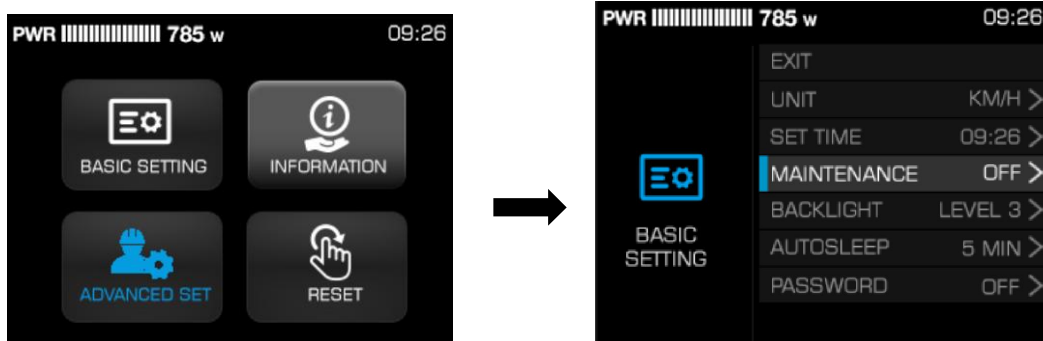 PWR 785 w 09:26
BASIC SETTING INFORMATION
ADVANCED SET RESET
PWR 785 w 09:26
EXIT
UNIT KM/H >
SET TIME 09:26 >
MAINTENANCE OFF >
BACKLIGHT LEVEL 3 >
AUTOSLEEP 5 MIN >
PASSWORD OFF >
BASIC
SETTING